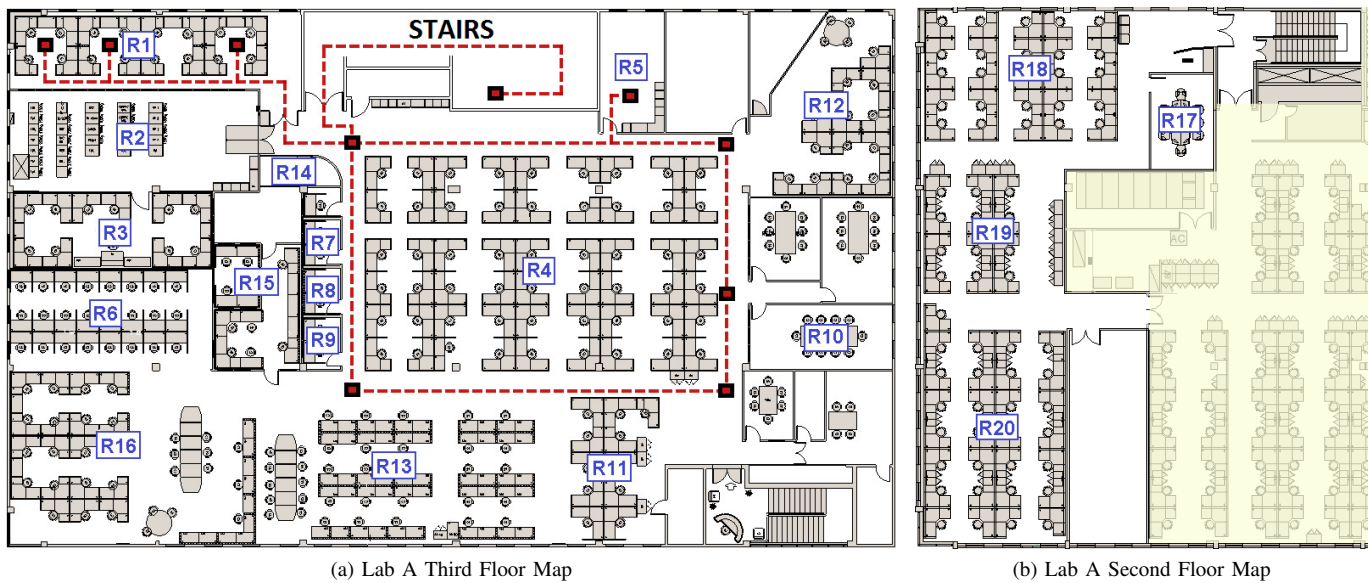 STAIRS
R1
R5
R18
R12
R2
R17
R14
R3
R7
R19
R4
R15
R8
AC
R6
R9
R10
R20
R16
R13
R11
(a) Lab A Third Floor Map
(b) Lab A Second Floor Map